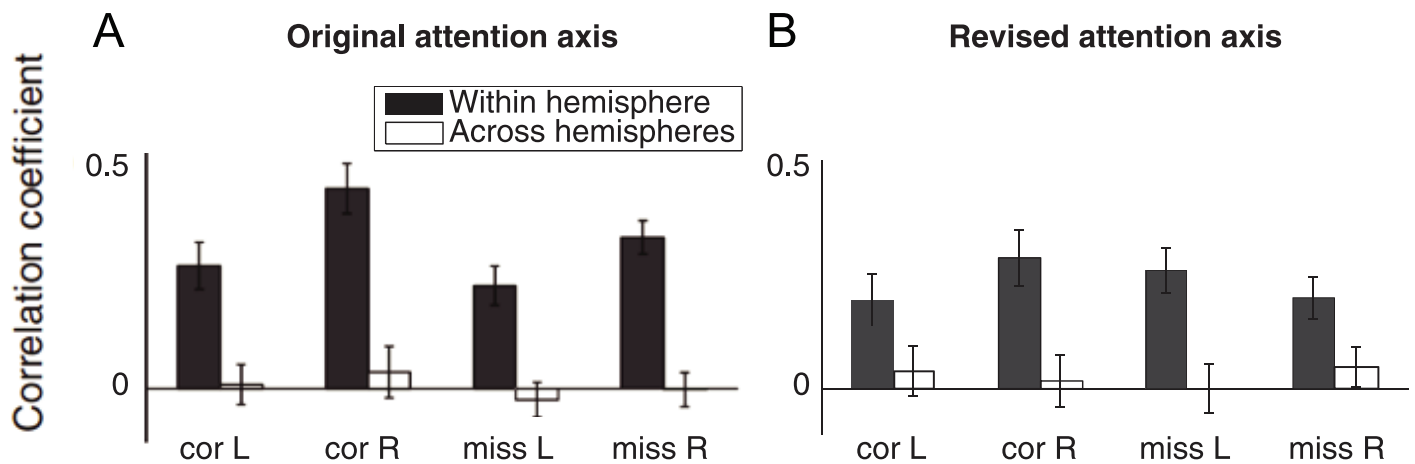 A
Original attention axis
Within hemisphere
Across hemispheres
Correlation coefficient
0.5
0
cor L
cor R
miss L
miss R
B
Revised attention axis
0.5
0
cor L
cor R
miss L
miss R